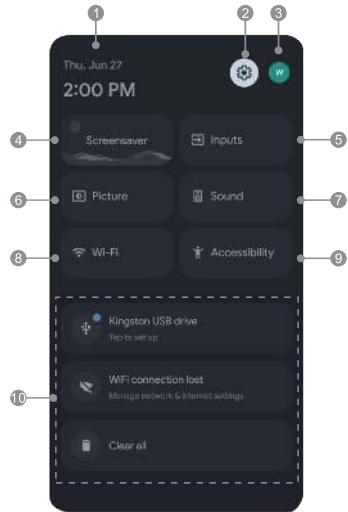 1
2
3
Thu, Jun 27
W
2:00 PM
4
Screensaver
Inputs
5
6
Picture
Sound
7
8
Wi-Fi
Accessibility
9
Kingston USB drive
Tap to set up
10
WiFi connection lost
Manage network & internet settings
Clear all